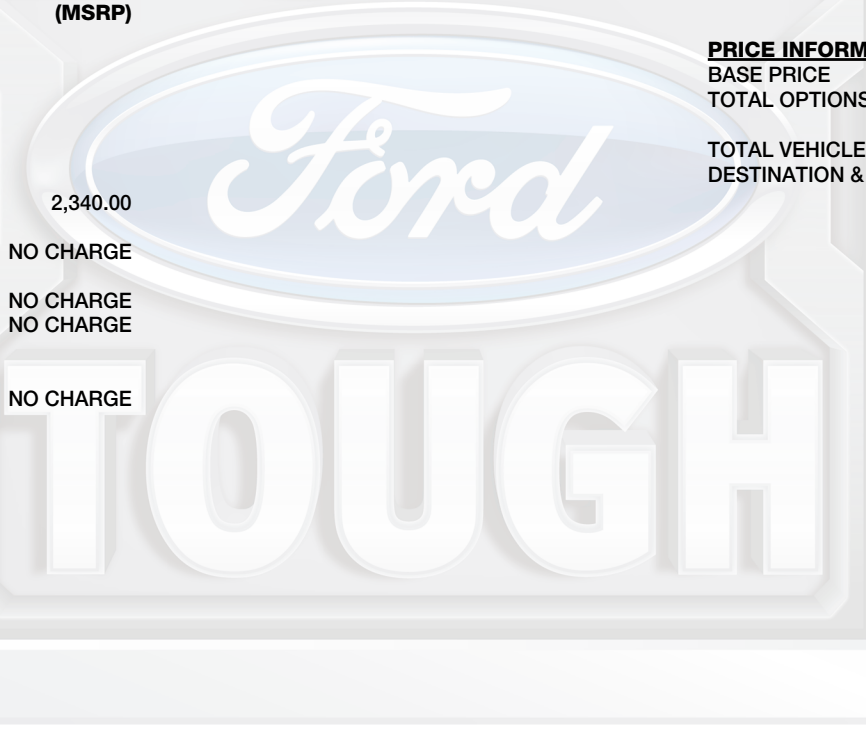 (MSRP)
2,340.00
NO CHARGE
NO CHARGE
NO CHARGE
NO CHARGE
PRICE INFORM
BASE PRICE
TOTAL OPTIONS
TOTAL VEHICLE
DESTINATION &
Ford
TOUGH